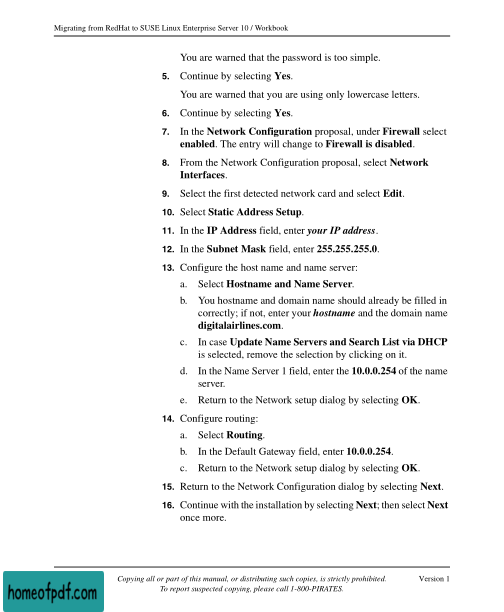 Migrating from RedHat to SUSE Linux Enterprise Server 10 / Workbook
You are warned that the password is too simple.
5. Continue by selecting Yes.
You are warned that you are using only lowercase letters.
6. Continue by selecting Yes.
7. In the Network Configuration proposal, under Firewall select
enabled. The entry will change to Firewall is disabled.
8. From the Network Configuration proposal, select Network
Interfaces.
9. Select the first detected network card and select Edit.
10. Select Static Address Setup.
11. In the IP Address field, enter your IP address.
12. In the Subnet Mask field, enter 255.255.255.0.
13. Configure the host name and name server:
a. Select Hostname and Name Server.
b. You hostname and domain name should already be filled in
correctly; if not, enter your hostname and the domain name
digitalairlines.com.
c. In case Update Name Servers and Search List via DHCP
is selected, remove the selection by clicking on it.
d. In the Name Server 1 field, enter the 10.0.0.254 of the name
server.
e. Return to the Network setup dialog by selecting OK.
14. Configure routing:
a. Select Routing.
b. In the Default Gateway field, enter 10.0.0.254.
c. Return to the Network setup dialog by selecting OK.
15. Return to the Network Configuration dialog by selecting Next.
16. Continue with the installation by selecting Next; then select Next
once more.
Copying all or part of this manual, or distributing such copies, is strictly prohibited. Version 1
To report suspected copying, please call 1-800-PIRATES.
homeofpdf.com